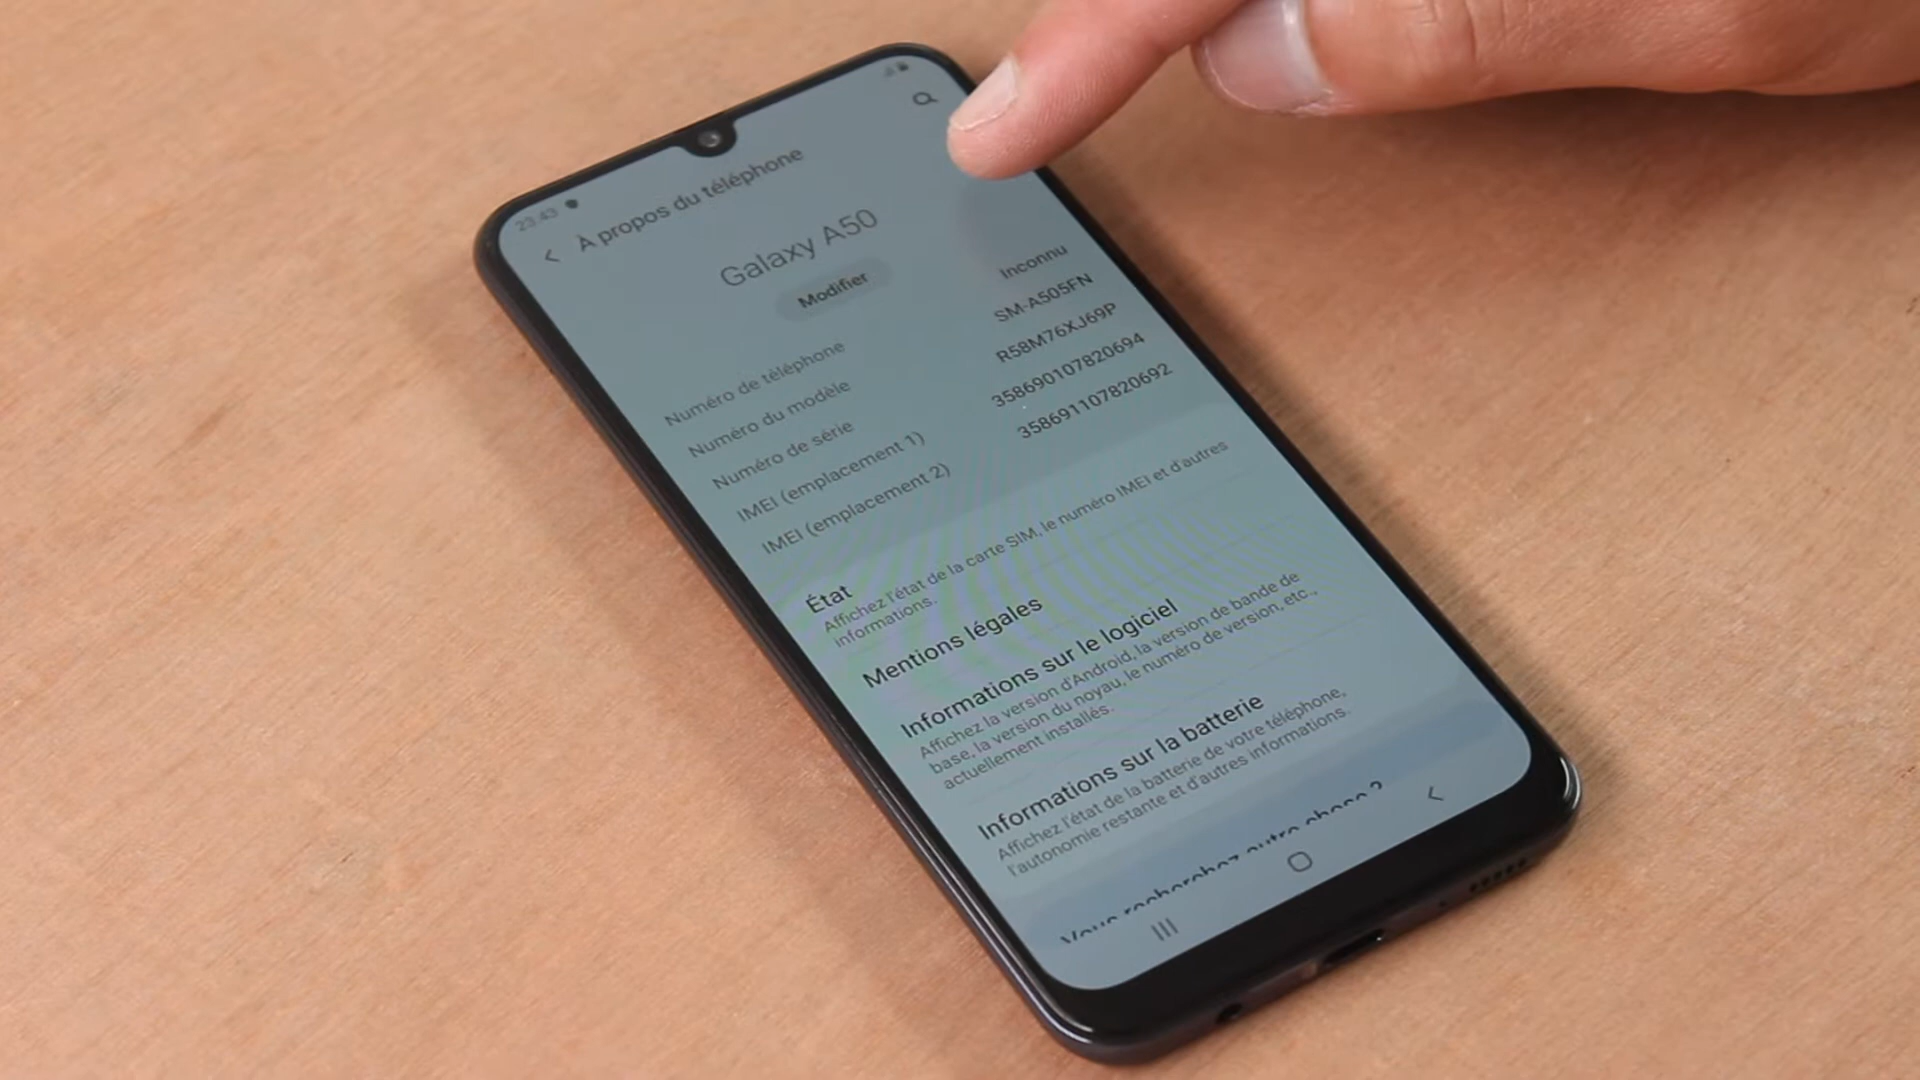 23:43
À propos du téléphone
Galaxy A50
Modifier
Numéro de téléphone Inconnu
Numéro du modèle SM-A505FN
Numéro de série R58M76XJ69P
IMEI (emplacement 1) 358690107820694
IMEI (emplacement 2) 358691107820692
État
Affichez l'état de la carte SIM, le numéro IMEI et d'autres
informations.
Mentions légales
Informations sur le logiciel
Affichez la version d'Android, la version de bande de
base, la version du noyau, le numéro de version, etc.,
actuellement installés.
Informations sur la batterie
Affichez l'état de la batterie de votre téléphone,
l'autonomie restante et d'autres informations.
Vous recherchez autre chose ?